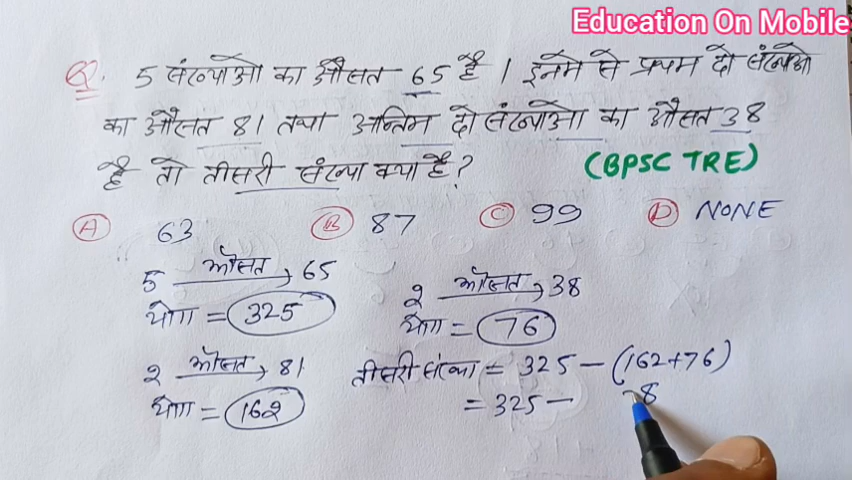 Education On Mobile
Q. 5 संख्याओ का औसत 65 है । इनमे से प्रथम दो संख्याओ
का औसत 81 तथा अन्तिम दो संख्याओ का औसत 38
है तो तीसरी संख्या क्या है?
(BPSC TRE)
A 63 B 87 C 99 D NONE
5 औसत, 65
योग = 325
2 औसत, 38
योग = 76
2 औसत, 81
योग = 162
तीसरी संख्या = 325 - (162+76)
= 325 - 8